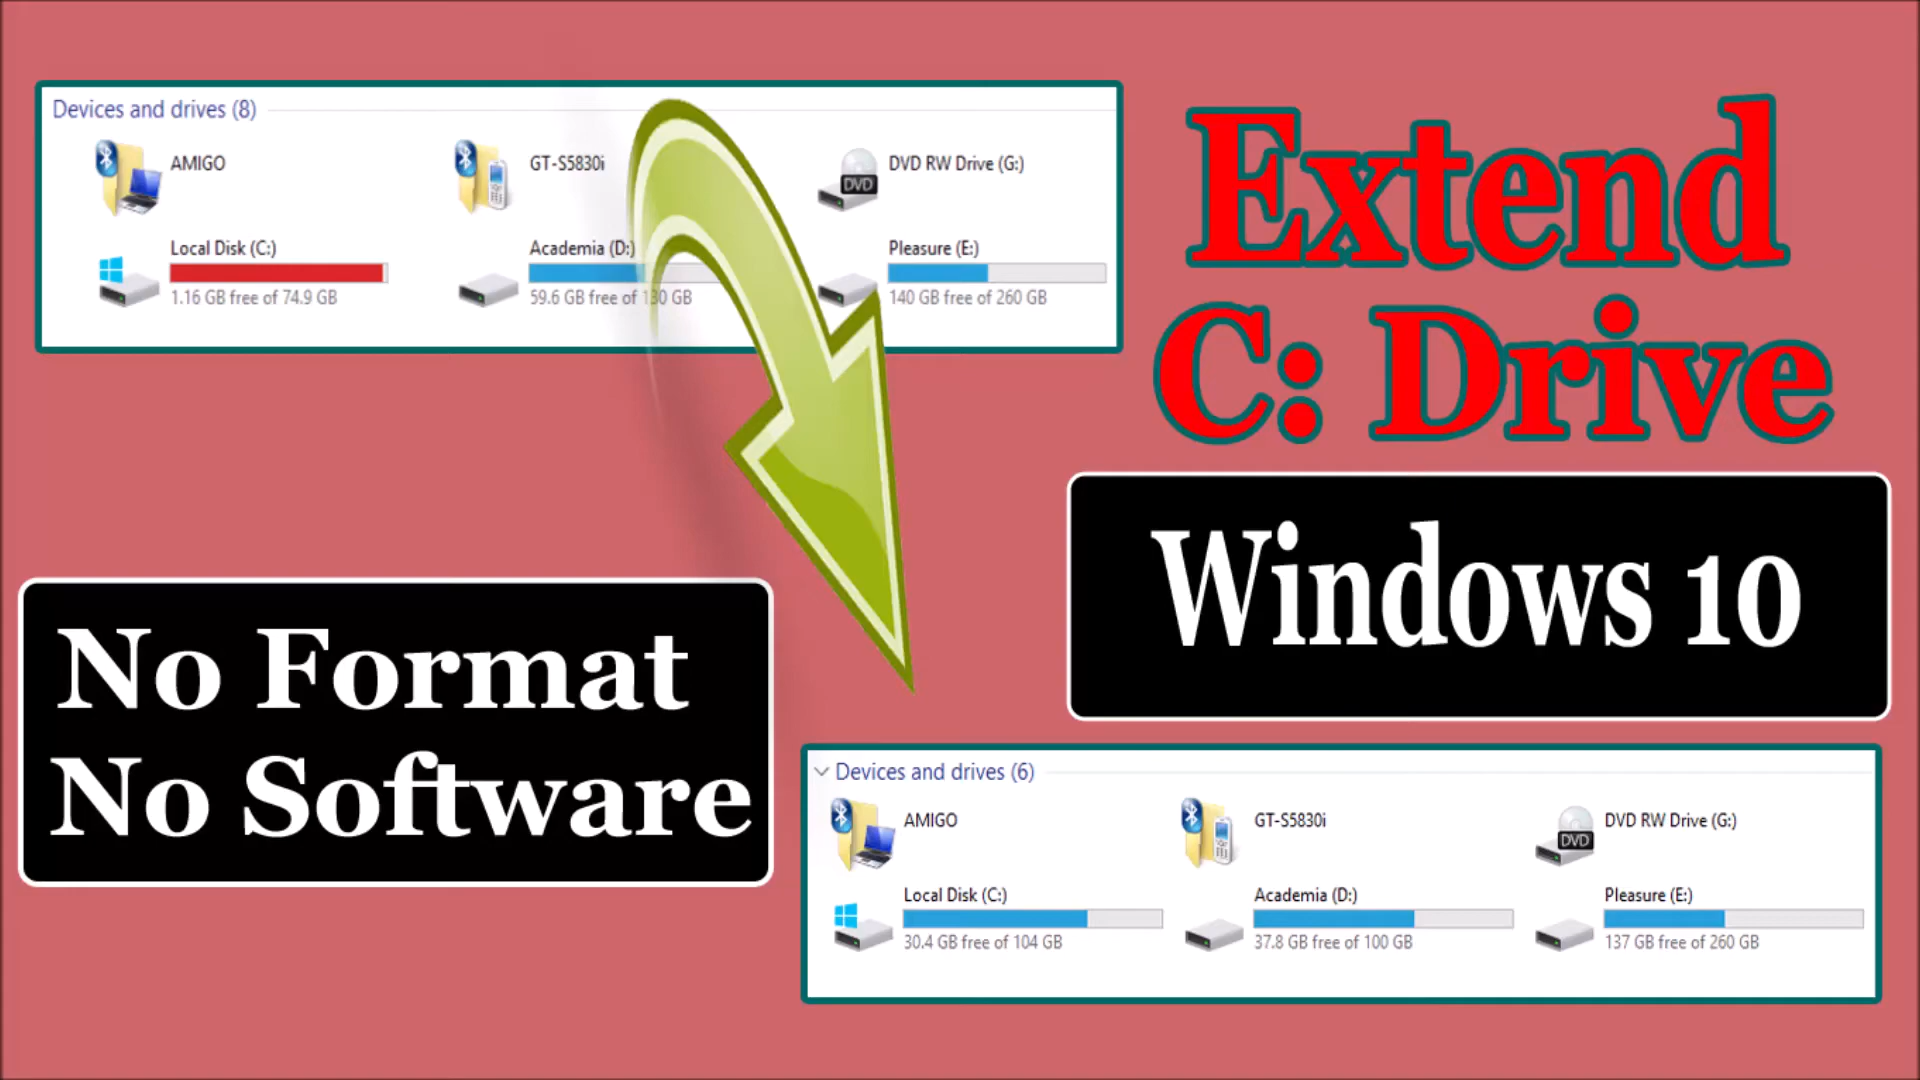 Devices and drives (8)
AMIGO
GT-S5830i
DVD RW Drive (G:)
DVD
Local Disk (C:)
1.16 GB free of 74.9 GB
Academia (D:)
59.6 GB free of 130 GB
Pleasure (E:)
140 GB free of 260 GB
Extend
C: Drive
Windows 10
No Format
No Software
Devices and drives (6)
AMIGO
GT-S5830i
DVD RW Drive (G:)
DVD
Local Disk (C:)
30.4 GB free of 104 GB
Academia (D:)
37.8 GB free of 100 GB
Pleasure (E:)
137 GB free of 260 GB